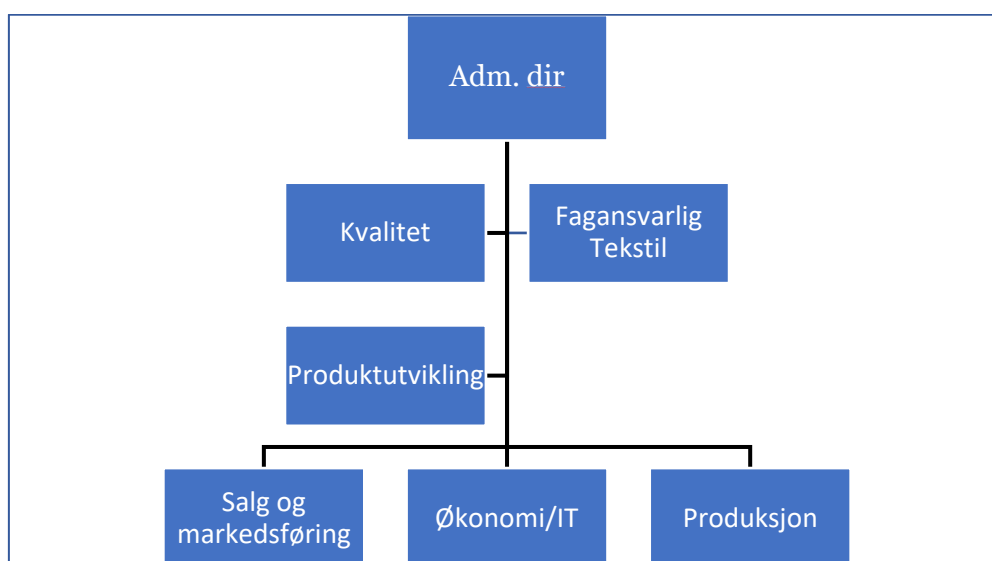 Adm. dir
Kvalitet
Fagansvarlig
Tekstil
Produktutvikling
Salg og
markedsføring
Økonomi/IT
Produksjon